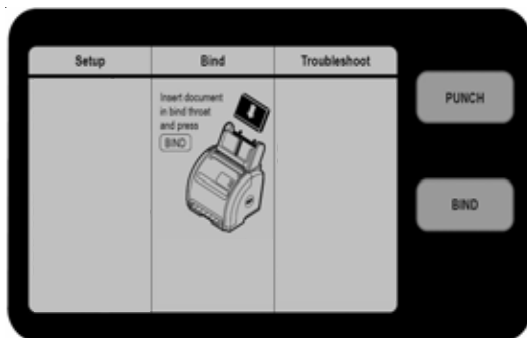 Setup
Bind
Troubleshoot
Insert document
in bind throat
and press
BIND
PUNCH
BIND